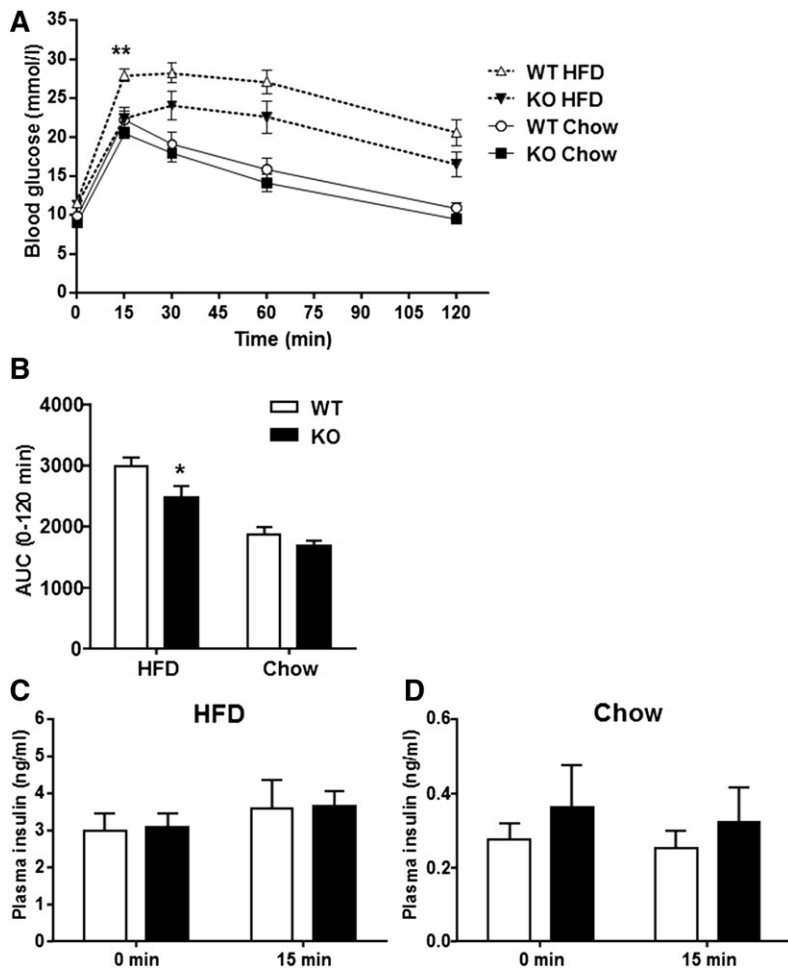 A
35
30
25
20
15
10
5
0
Blood glucose (mmol/l)
**
0 15 30 45 60 75 90 105 120
Time (min)
WT HFD
KO HFD
WT Chow
KO Chow
B
4000
3000
2000
1000
0
AUC (0-120 min)
*
WT
KO
HFD Chow
C
HFD
6
5
4
3
2
1
0
Plasma insulin (ng/ml)
0 min 15 min
D
Chow
0.6
0.4
0.2
0.0
Plasma insulin (ng/ml)
0 min 15 min